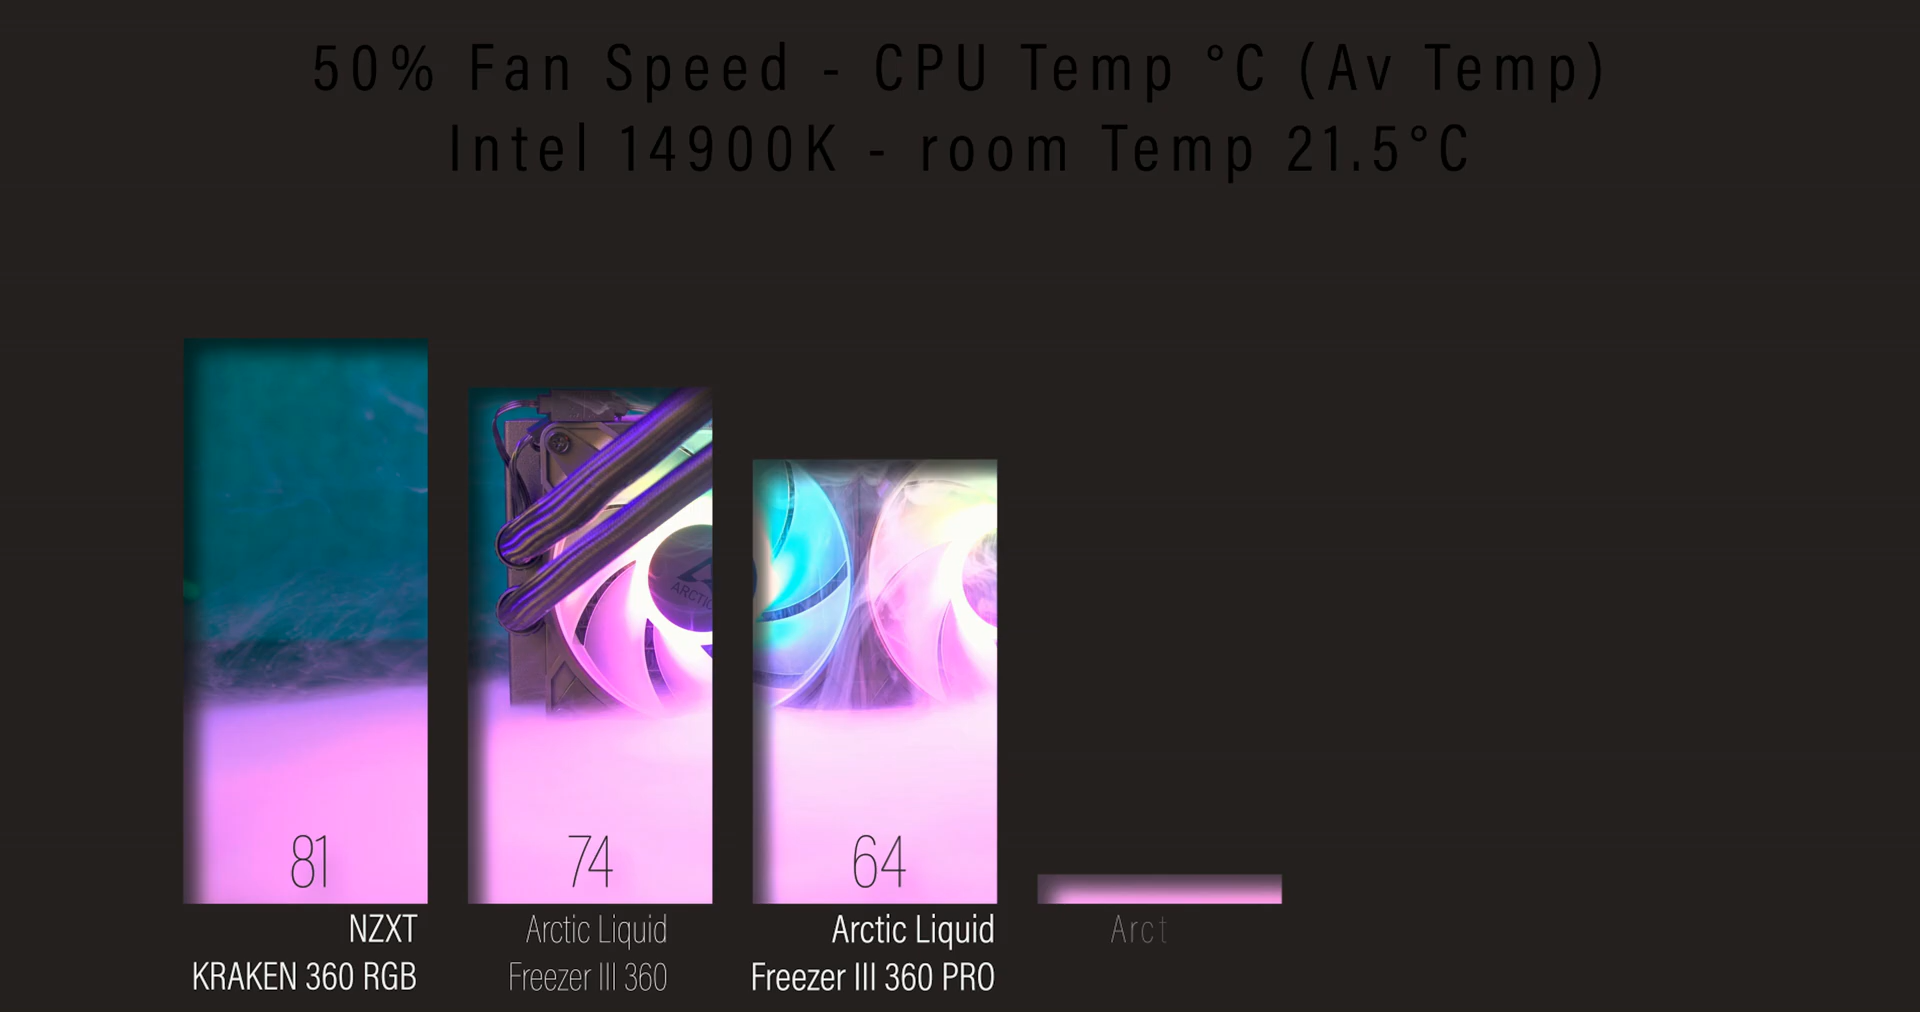 50% Fan Speed - CPU Temp °C (Av Temp)
Intel 14900K - room Temp 21.5°C
ARCTIC
81
74
64
NZXT
KRAKEN 360 RGB
Arctic Liquid
Freezer III 360
Arctic Liquid
Freezer III 360 PRO
Arct